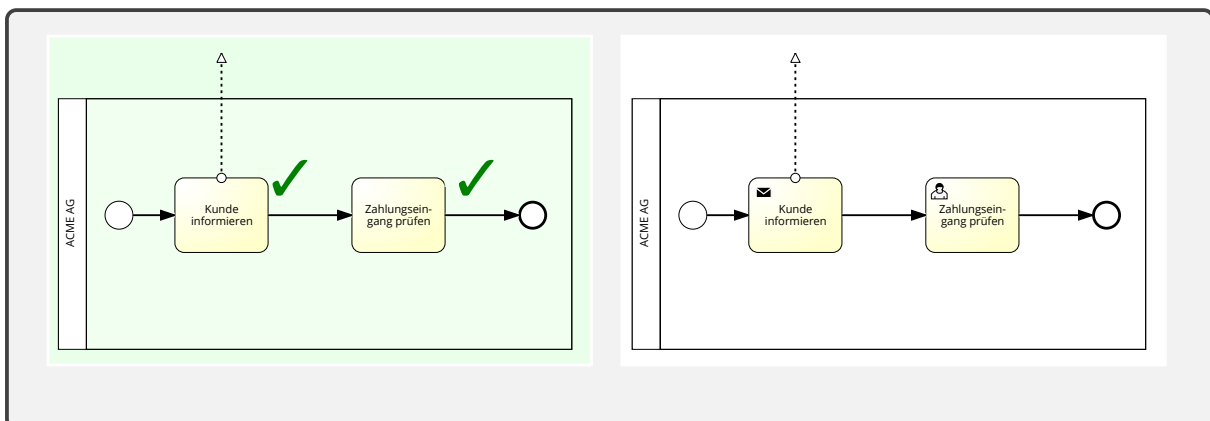 ACME AG
Kunde
informieren
Zahlungsein-
gang prüfen
ACME AG
Kunde
informieren
Zahlungsein-
gang prüfen